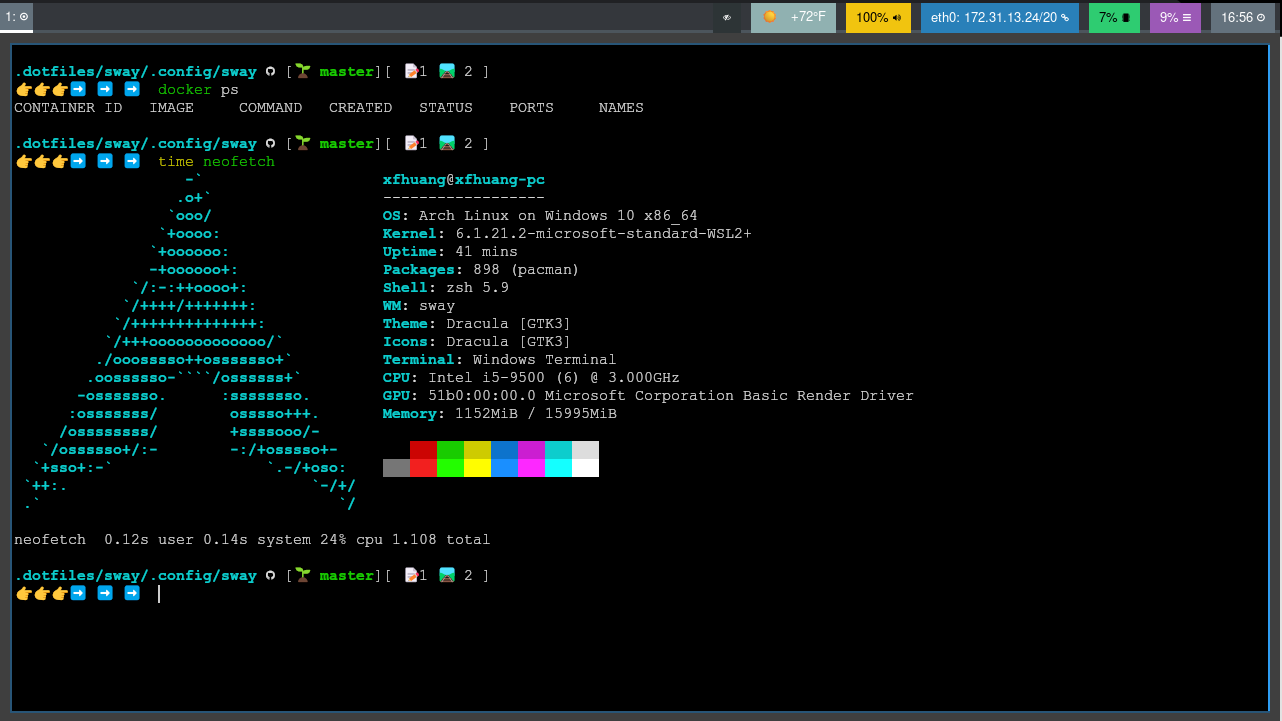 1:
+72°F
100%
eth0: 172.31.13.24/20
7%
9%
16:56
.dotfiles/sway/.config/sway [🌱 master][ 📝1 🛣️ 2 ]
👉👉👉➡️ ➡️ ➡️ docker ps
CONTAINER ID   IMAGE     COMMAND   CREATED   STATUS    PORTS     NAMES
.dotfiles/sway/.config/sway [🌱 master][ 📝1 🛣️ 2 ]
👉👉👉➡️ ➡️ ➡️ time neofetch
                   -`                    xfhuang@xfhuang-pc
                  .o+`                   ------------------
                 `ooo/                   OS: Arch Linux on Windows 10 x86_64
                `+oooo:                  Kernel: 6.1.21.2-microsoft-standard-WSL2+
               `+oooooo:                 Uptime: 41 mins
               -+oooooo+:                Packages: 898 (pacman)
             `/:-:++oooo+:               Shell: zsh 5.9
            `/++++/+++++++:              WM: sway
           `/++++++++++++++:             Theme: Dracula [GTK3]
          `/+++ooooooooooooo/`           Icons: Dracula [GTK3]
         ./ooosssso++osssssso+`          Terminal: Windows Terminal
        .oossssso-````/ossssss+`         CPU: Intel i5-9500 (6) @ 3.000GHz
       -osssssso.      :ssssssso.        GPU: 51b0:00:00.0 Microsoft Corporation Basic Render Driver
      :osssssss/        osssso+++.       Memory: 1152MiB / 15995MiB
     /ossssssss/        +ssssooo/-
   `/ossssso+/:-        -:/+osssso+-
  `+sso+:-`                 `.-/+oso:
 `++:.                           `-/+/
 .`                                 `/
neofetch  0.12s user 0.14s system 24% cpu 1.108 total
.dotfiles/sway/.config/sway [🌱 master][ 📝1 🛣️ 2 ]
👉👉👉➡️ ➡️ ➡️